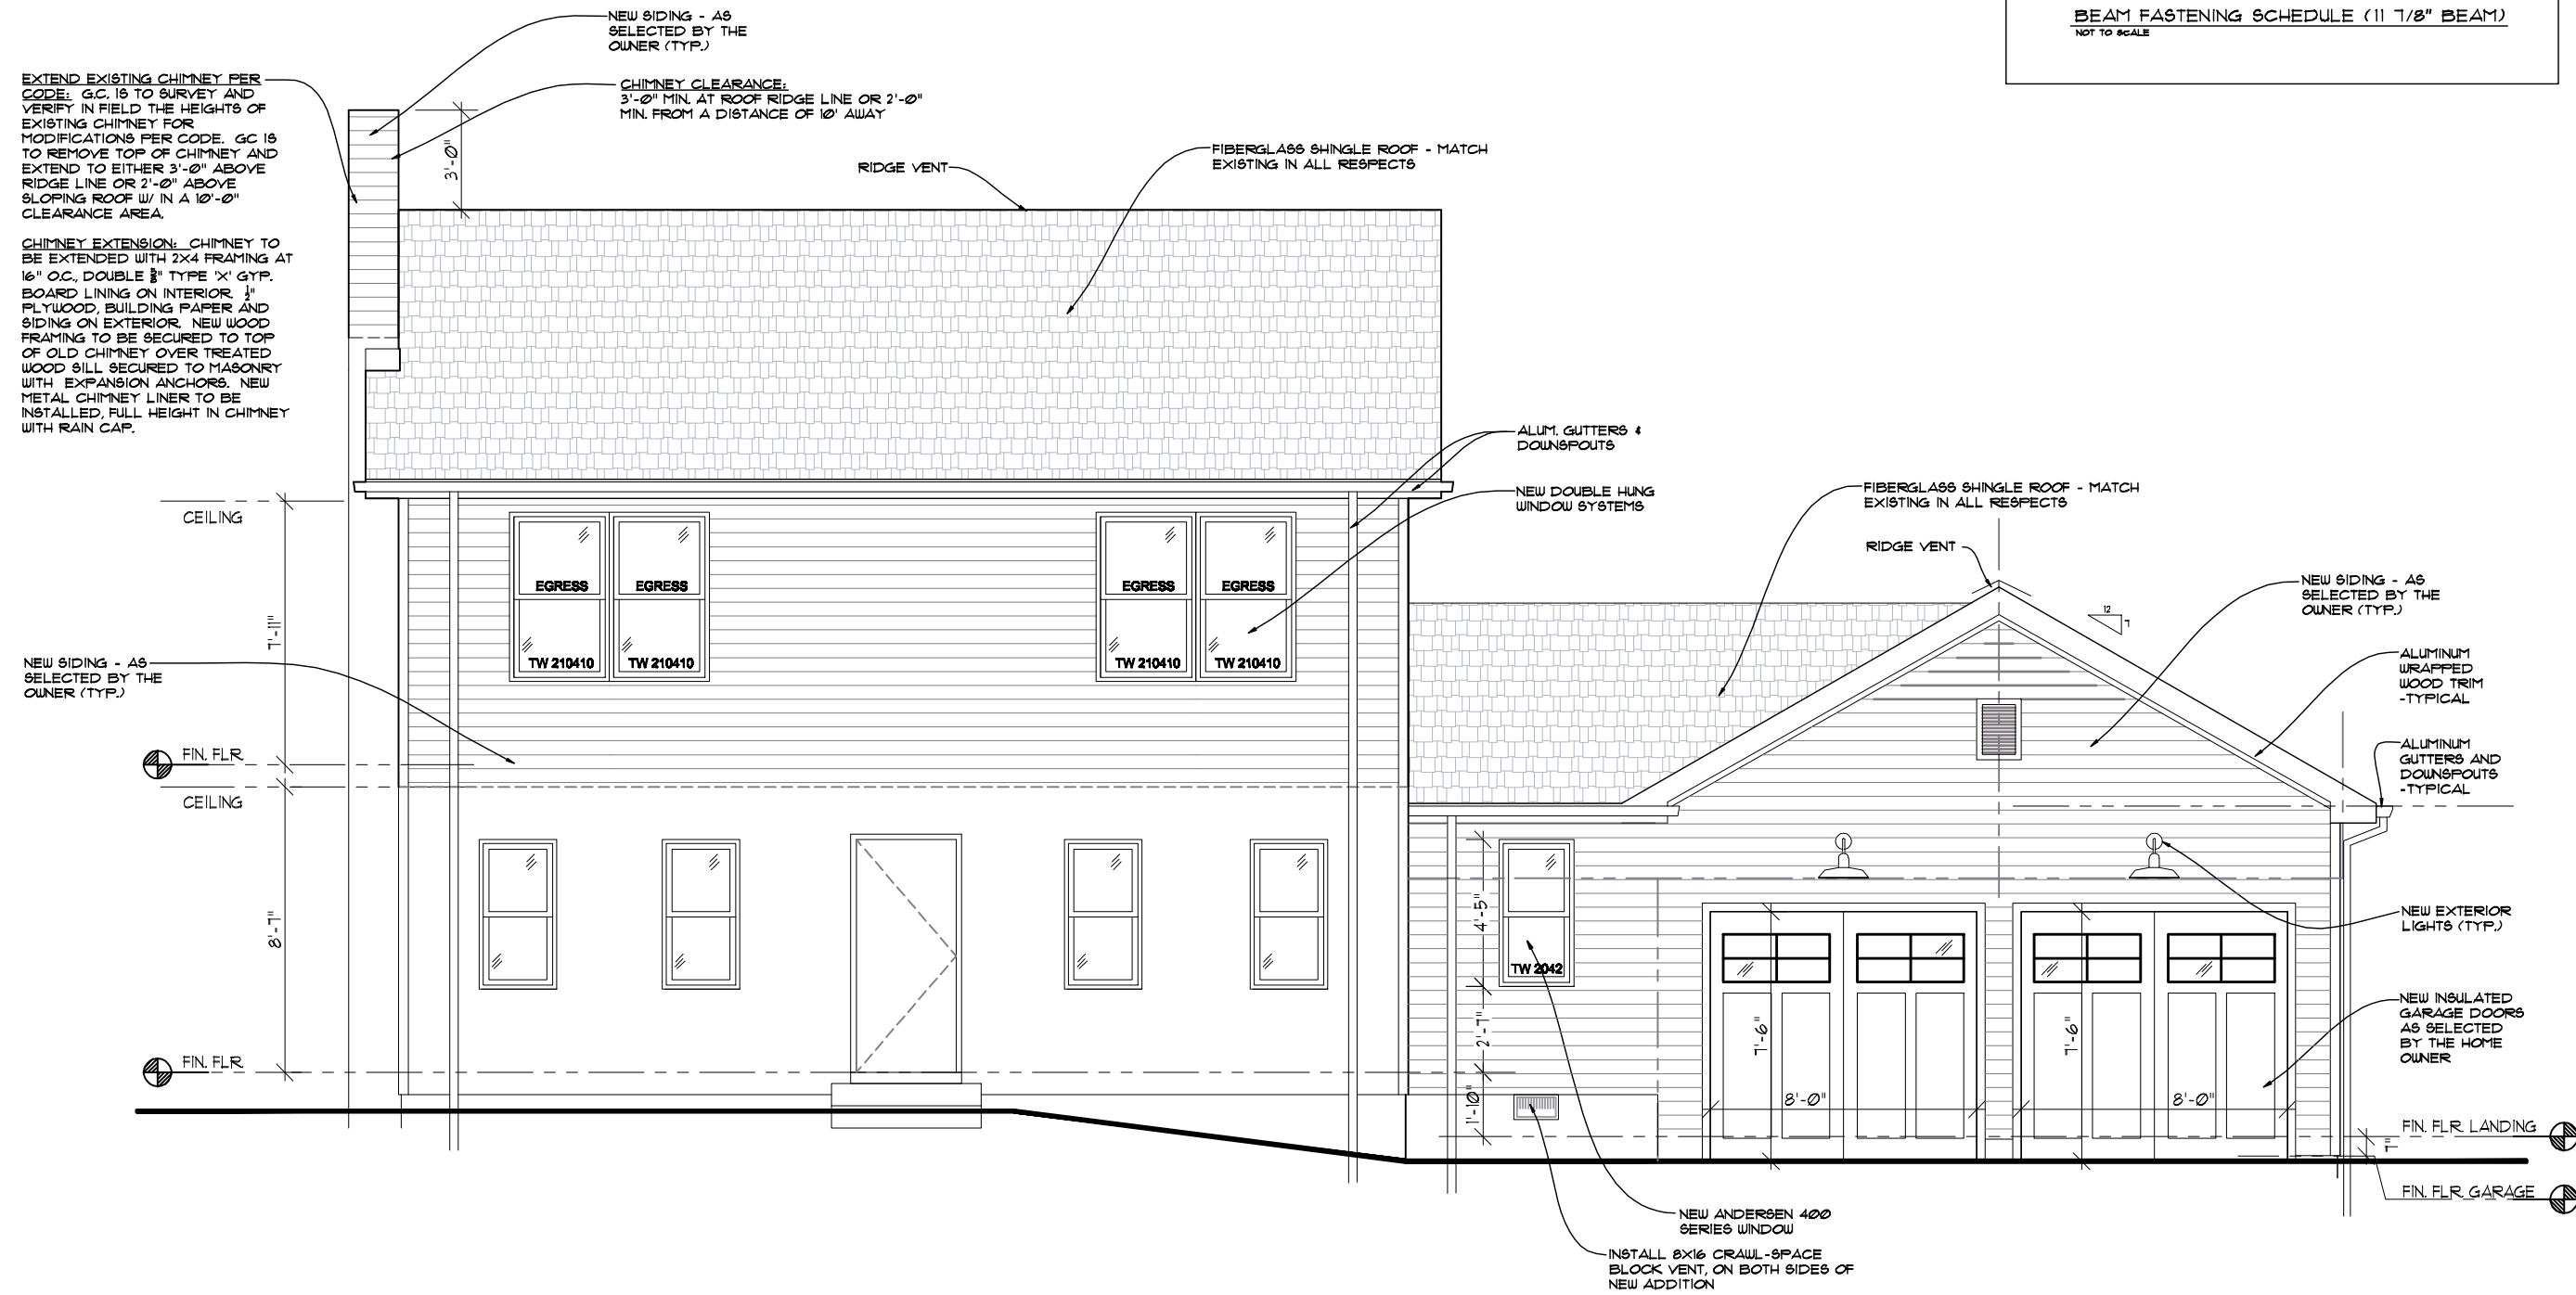 BEAM FASTENING SCHEDULE (11 7/8" BEAM)
NOT TO SCALE
NEW SIDING - AS
SELECTED BY THE
OWNER (TYP.)
EXTEND EXISTING CHIMNEY PER
CODE: G.C. IS TO SURVEY AND
VERIFY IN FIELD THE HEIGHTS OF
EXISTING CHIMNEY FOR
MODIFICATIONS PER CODE. GC IS
TO REMOVE TOP OF CHIMNEY AND
EXTEND TO EITHER 3'-0" ABOVE
RIDGE LINE OR 2'-0" ABOVE
SLOPING ROOF W/ IN A 10'-0"
CLEARANCE AREA.
CHIMNEY CLEARANCE:
3'-0" MIN. AT ROOF RIDGE LINE OR 2'-0"
MIN. FROM A DISTANCE OF 10' AWAY
3'-0"
RIDGE VENT
FIBERGLASS SHINGLE ROOF - MATCH
EXISTING IN ALL RESPECTS
CHIMNEY EXTENSION: CHIMNEY TO
BE EXTENDED WITH 2X4 FRAMING AT
16" O.C., DOUBLE 5/8" TYPE 'X' GYP.
BOARD LINING ON INTERIOR. 1/2"
PLYWOOD, BUILDING PAPER AND
SIDING ON EXTERIOR. NEW WOOD
FRAMING TO BE SECURED TO TOP
OF OLD CHIMNEY OVER TREATED
WOOD SILL SECURED TO MASONRY
WITH EXPANSION ANCHORS. NEW
METAL CHIMNEY LINER TO BE
INSTALLED, FULL HEIGHT IN CHIMNEY
WITH RAIN CAP.
ALUM. GUTTERS &
DOWNSPOUTS
NEW DOUBLE HUNG
WINDOW SYSTEMS
FIBERGLASS SHINGLE ROOF - MATCH
EXISTING IN ALL RESPECTS
RIDGE VENT
CEILING
EGRESS EGRESS EGRESS EGRESS
TW 210410 TW 210410 TW 210410 TW 210410
7'-11"
NEW SIDING - AS
SELECTED BY THE
OWNER (TYP.)
NEW SIDING - AS
SELECTED BY THE
OWNER (TYP.)
12
7
ALUMINUM
WRAPPED
WOOD TRIM
-TYPICAL
ALUMINUM
GUTTERS AND
DOWNSPOUTS
-TYPICAL
FIN. FLR.
CEILING
8'-7"
FIN. FLR.
4'-5"
TW 2042
2'-7"
1'-10"
7'-6"
7'-6"
8'-0"
8'-0"
NEW EXTERIOR
LIGHTS (TYP.)
NEW INSULATED
GARAGE DOORS
AS SELECTED
BY THE HOME
OWNER
FIN. FLR. LANDING
7"
FIN. FLR. GARAGE
NEW ANDERSEN 400
SERIES WINDOW
INSTALL 8X16 CRAWL-SPACE
BLOCK VENT, ON BOTH SIDES OF
NEW ADDITION